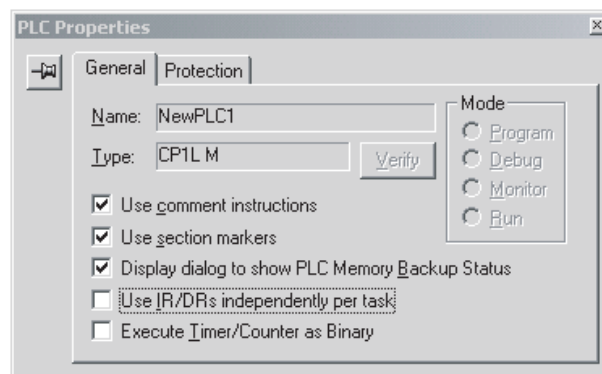 PLC Properties
General Protection
Name: NewPLC1
Type: CP1L M Verify
Mode
Program
Debug
Monitor
Run
Use comment instructions
Use section markers
Display dialog to show PLC Memory Backup Status
Use IR/DRs independently per task
Execute Timer/Counter as Binary